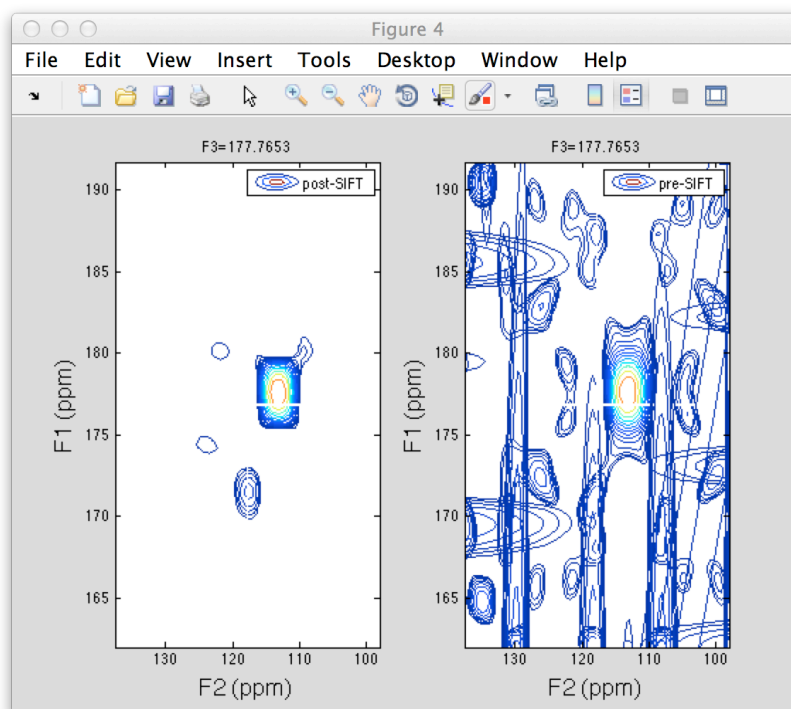 Figure 4
File Edit View Insert Tools Desktop Window Help
F3=177.7653
post-SIFT
190
185
180
175
170
165
F1 (ppm)
130 120 110 100
F2 (ppm)
F3=177.7653
pre-SIFT
190
185
180
175
170
165
F1 (ppm)
130 120 110 100
F2 (ppm)